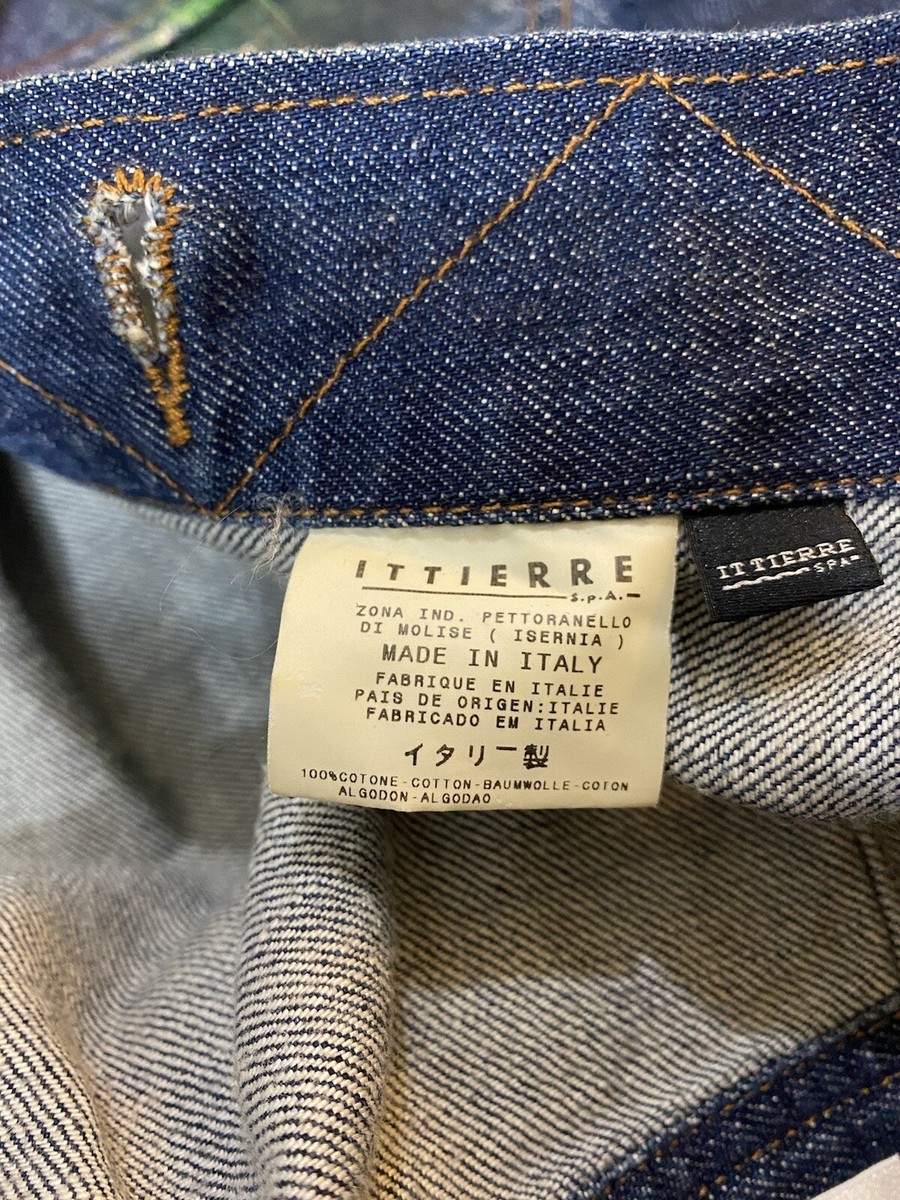 ITTIERRE
S.p.A.
ZONA IND. PETTORANELLO
DI MOLISE ( ISERNIA )
MADE IN ITALY
FABRIQUE EN ITALIE
PAIS DE ORIGEN:ITALIE
FABRICADO EM ITALIA
イタリー製
100%COTONE-COTTON-BAUMWOLLE-COTON
ALGODON-ALGODAO
ITTIERRE
SPA